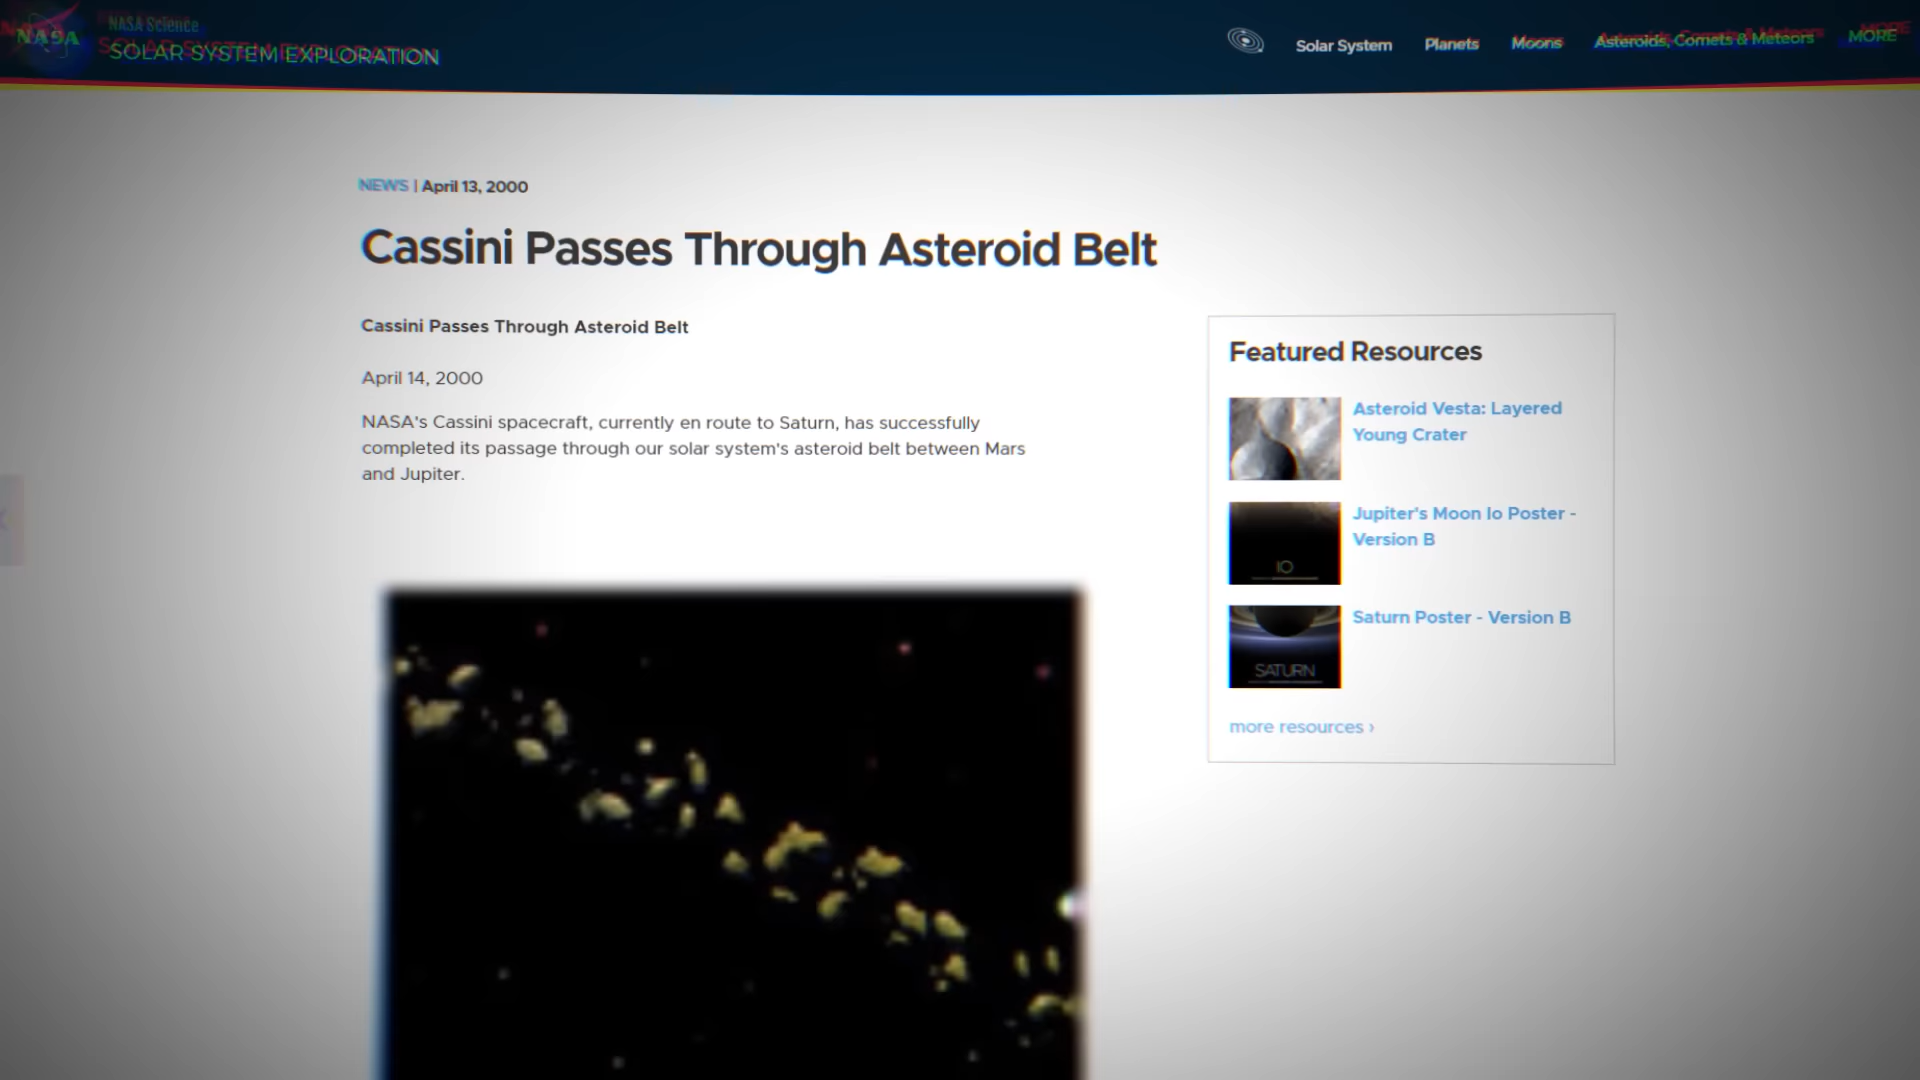 NASA
NASA Science
SOLAR SYSTEM EXPLORATION
Solar System
Planets
Moons
Asteroids, Comets & Meteors
MORE
NEWS | April 13, 2000
Cassini Passes Through Asteroid Belt
Cassini Passes Through Asteroid Belt
April 14, 2000
NASA's Cassini spacecraft, currently en route to Saturn, has successfully
completed its passage through our solar system's asteroid belt between Mars
and Jupiter.
Featured Resources
Asteroid Vesta: Layered
Young Crater
IO
Jupiter's Moon Io Poster -
Version B
SATURN
Saturn Poster - Version B
more resources ›